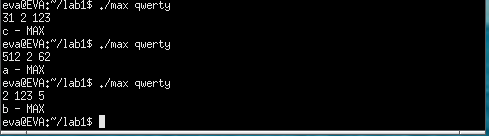 eva@EVA:~/lab1$ ./max qwerty
31 2 123
c - MAX
eva@EVA:~/lab1$ ./max qwerty
512 2 62
a - MAX
eva@EVA:~/lab1$ ./max qwerty
2 123 5
b - MAX
eva@EVA:~/lab1$